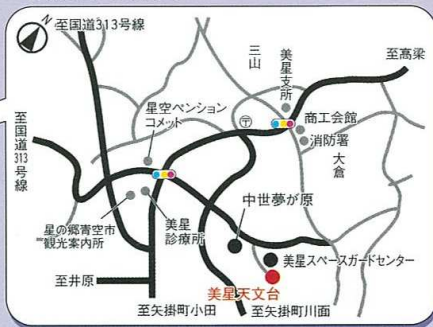 N
至国道313号線
三山
美星支所
至高梁
星空ペンション
コメット
〒
商工会館
消防署
大倉
至国道313号線
星の郷青空市
観光案内所
美星
診療所
中世夢が原
美星スペースガードセンター
美星天文台
至井原
至矢掛町小田
至矢掛町川面